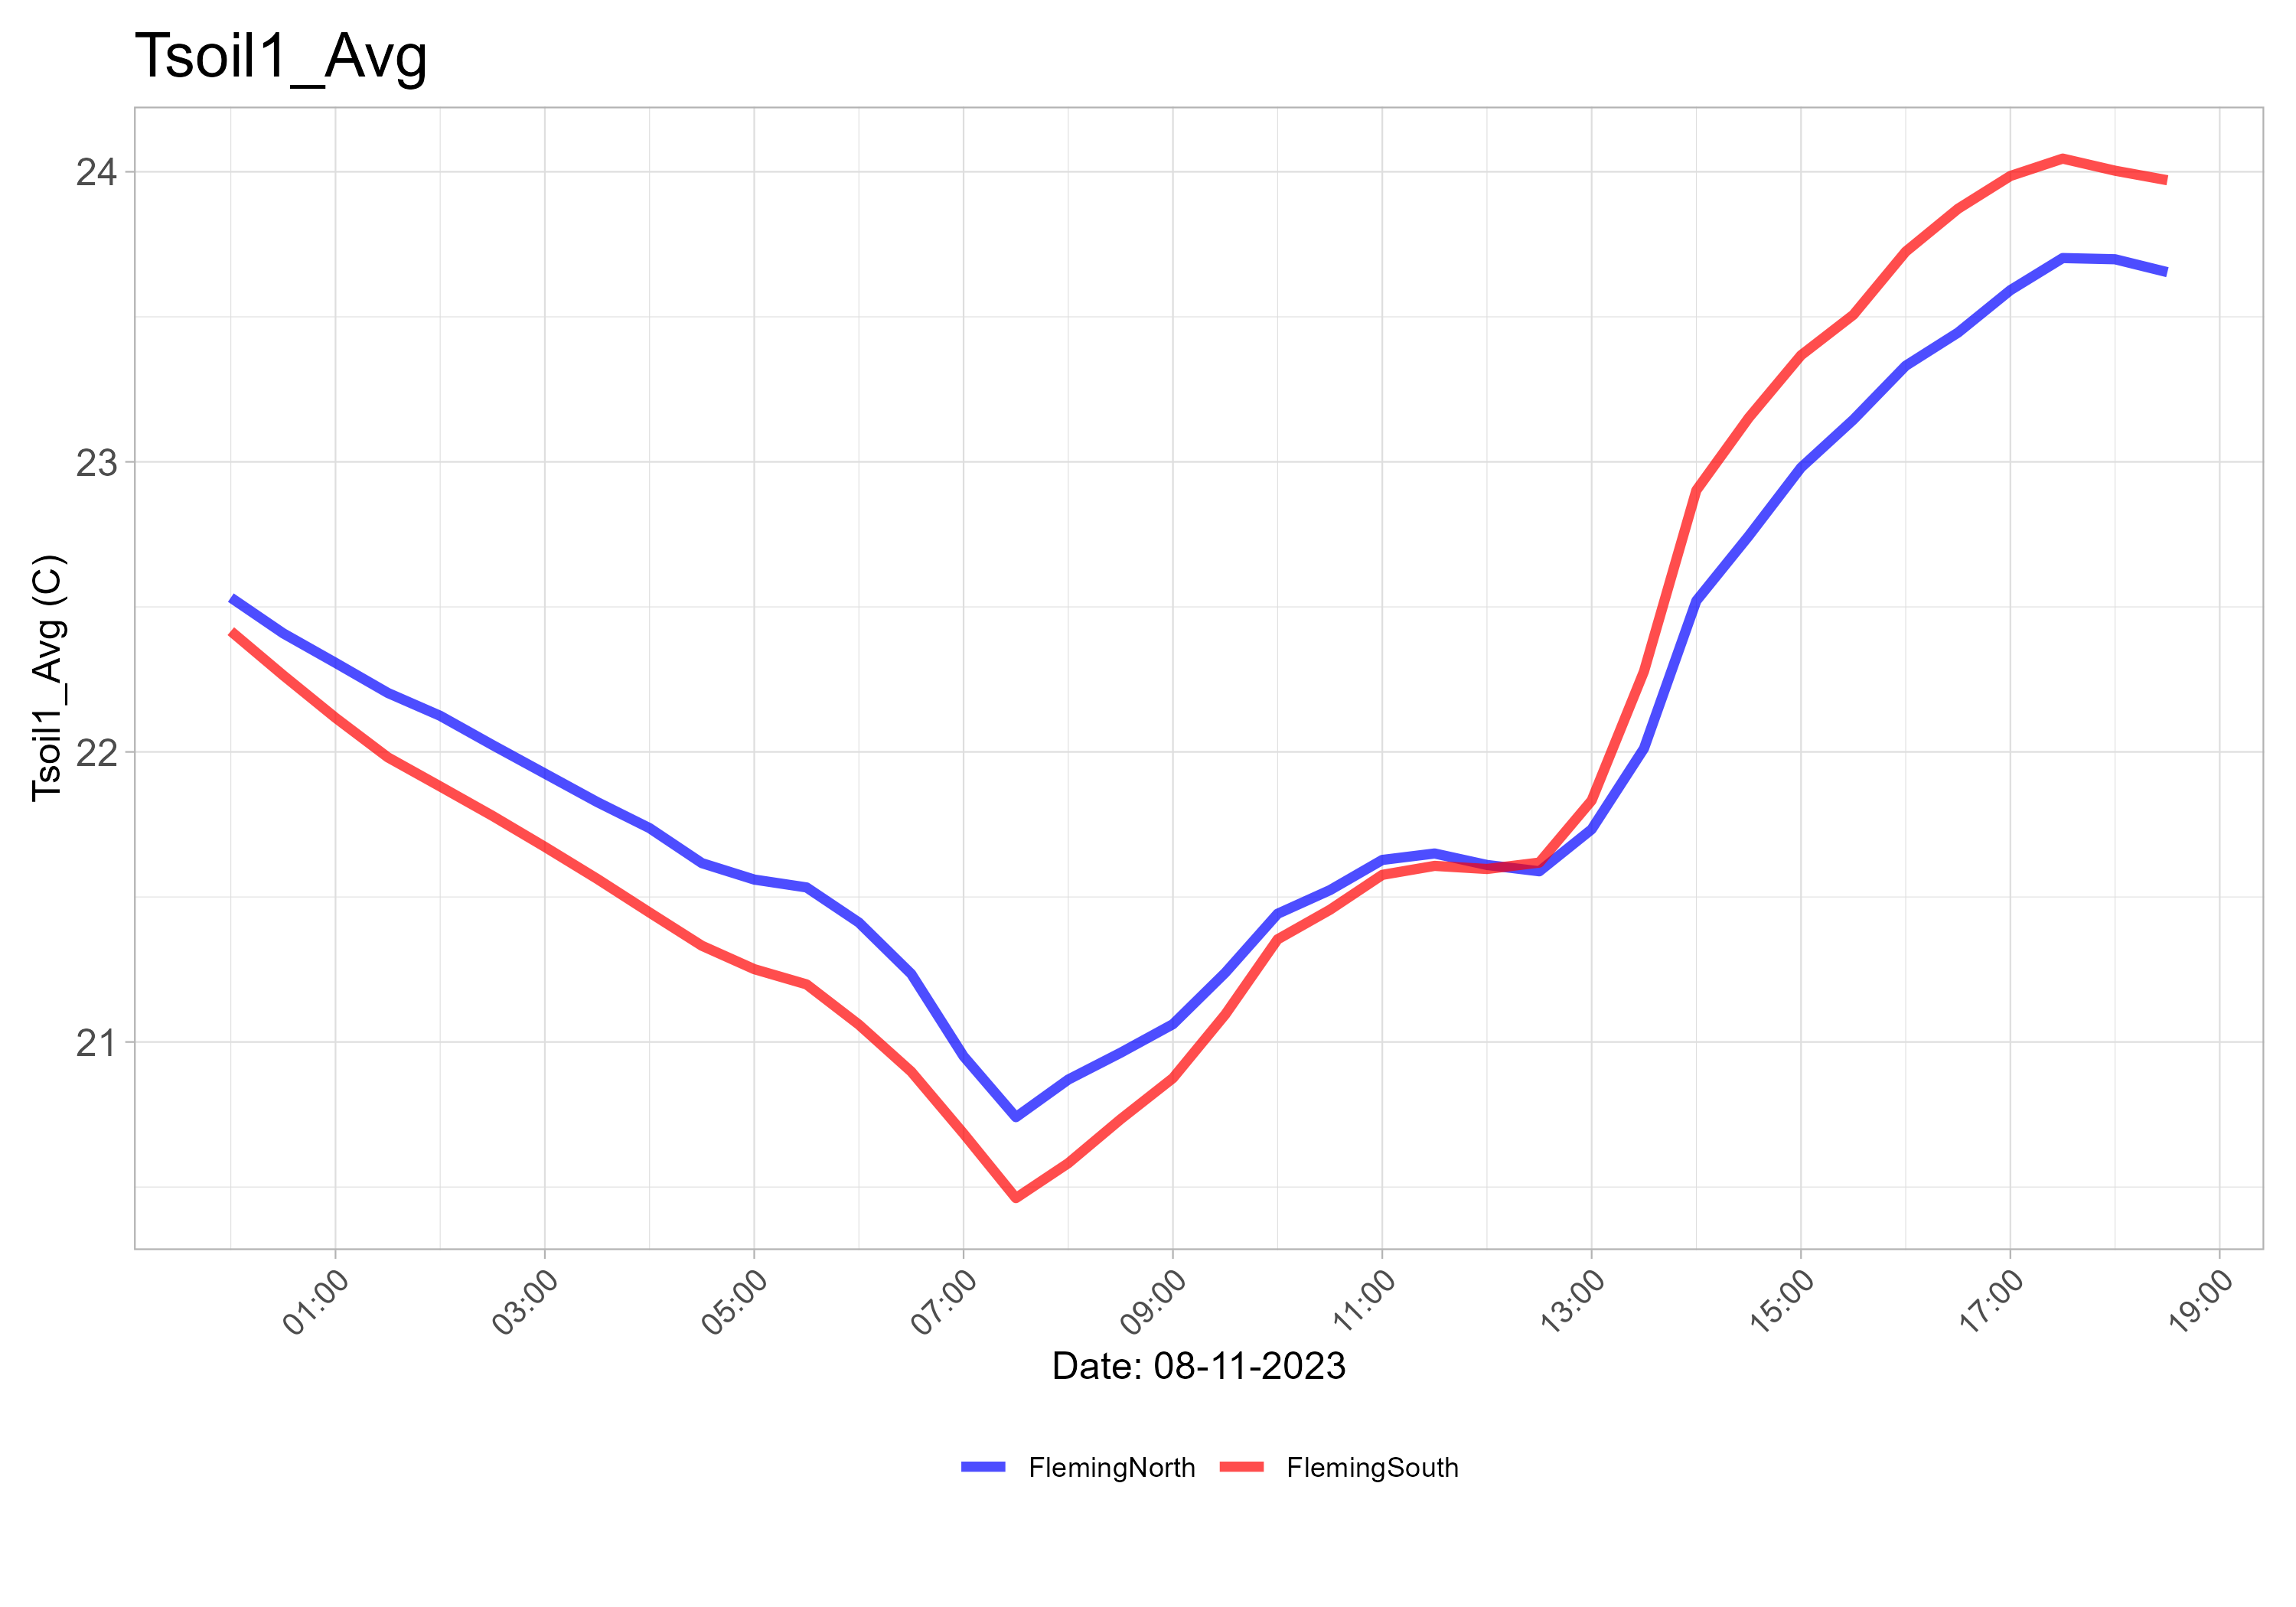 Tsoil1_Avg
Tsoil1_Avg (C)
24
23
22
21
01:00 03:00 05:00 07:00 09:00 11:00 13:00 15:00 17:00 19:00
Date: 08-11-2023
FlemingNorth FlemingSouth